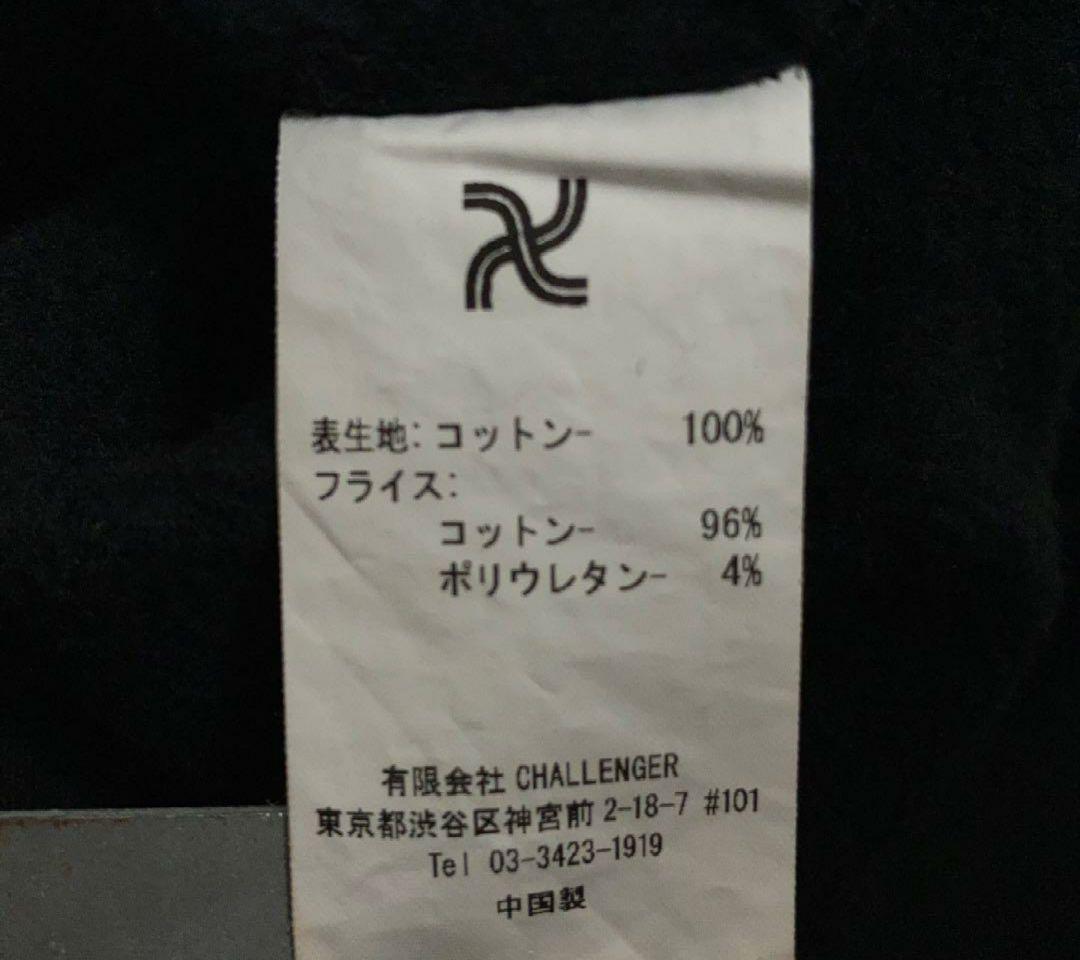 表生地: コットン- 100%
フライス:
コットン- 96%
ポリウレタン- 4%
有限会社 CHALLENGER
東京都渋谷区神宮前 2-18-7 #101
Tel 03-3423-1919
中国製